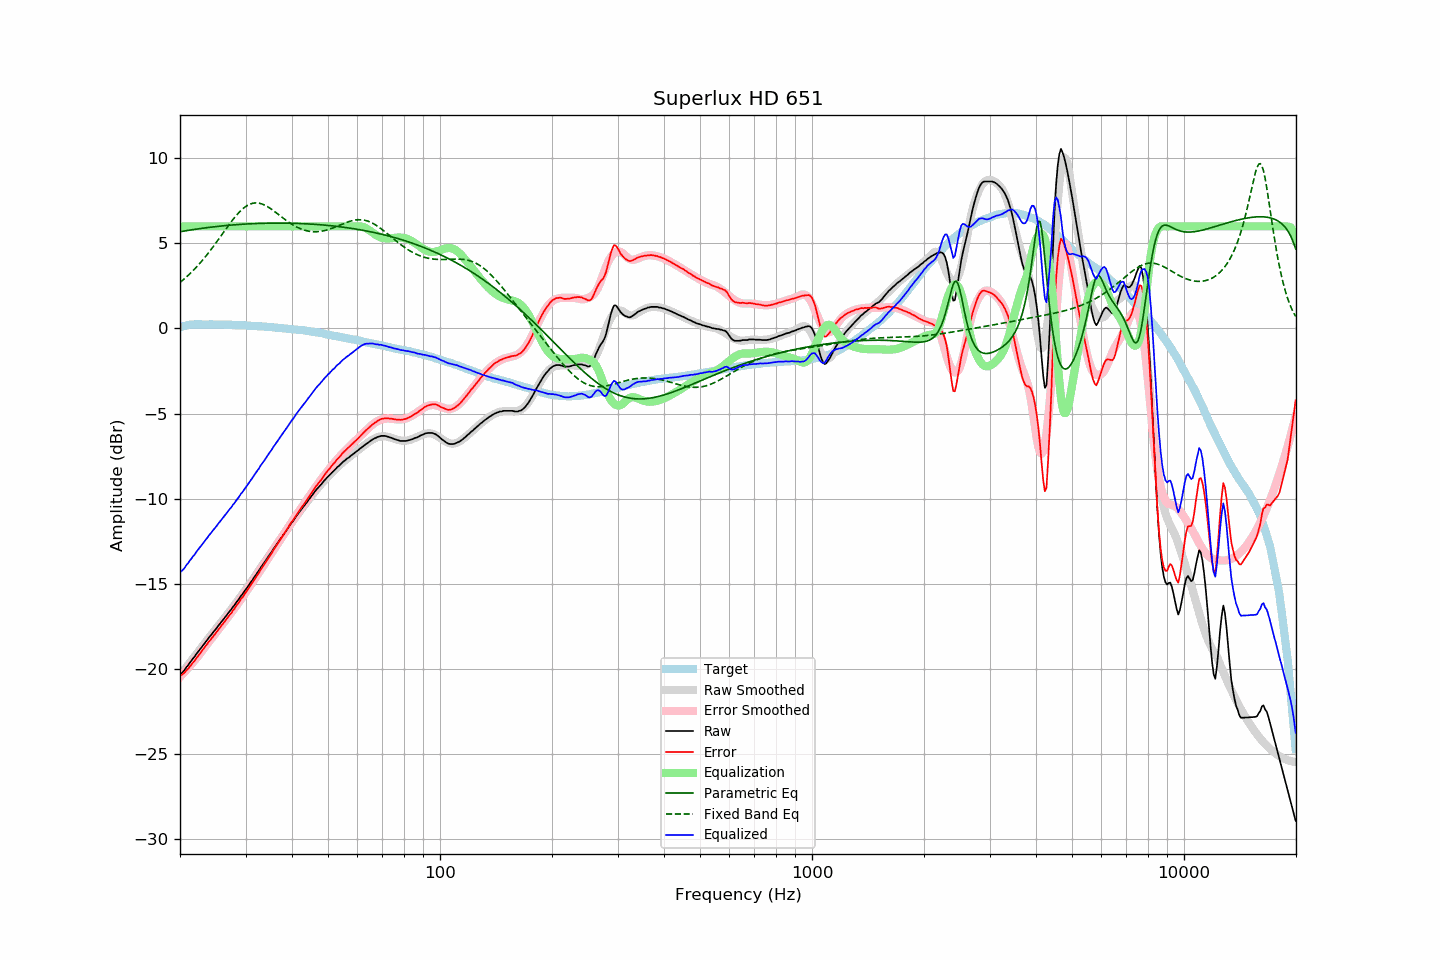 Superlux HD 651
Amplitude (dBr)
10
5
0
−5
−10
−15
−20
−25
−30
Target
Raw Smoothed
Error Smoothed
Raw
Error
Equalization
Parametric Eq
Fixed Band Eq
Equalized
100
1000
10000
Frequency (Hz)